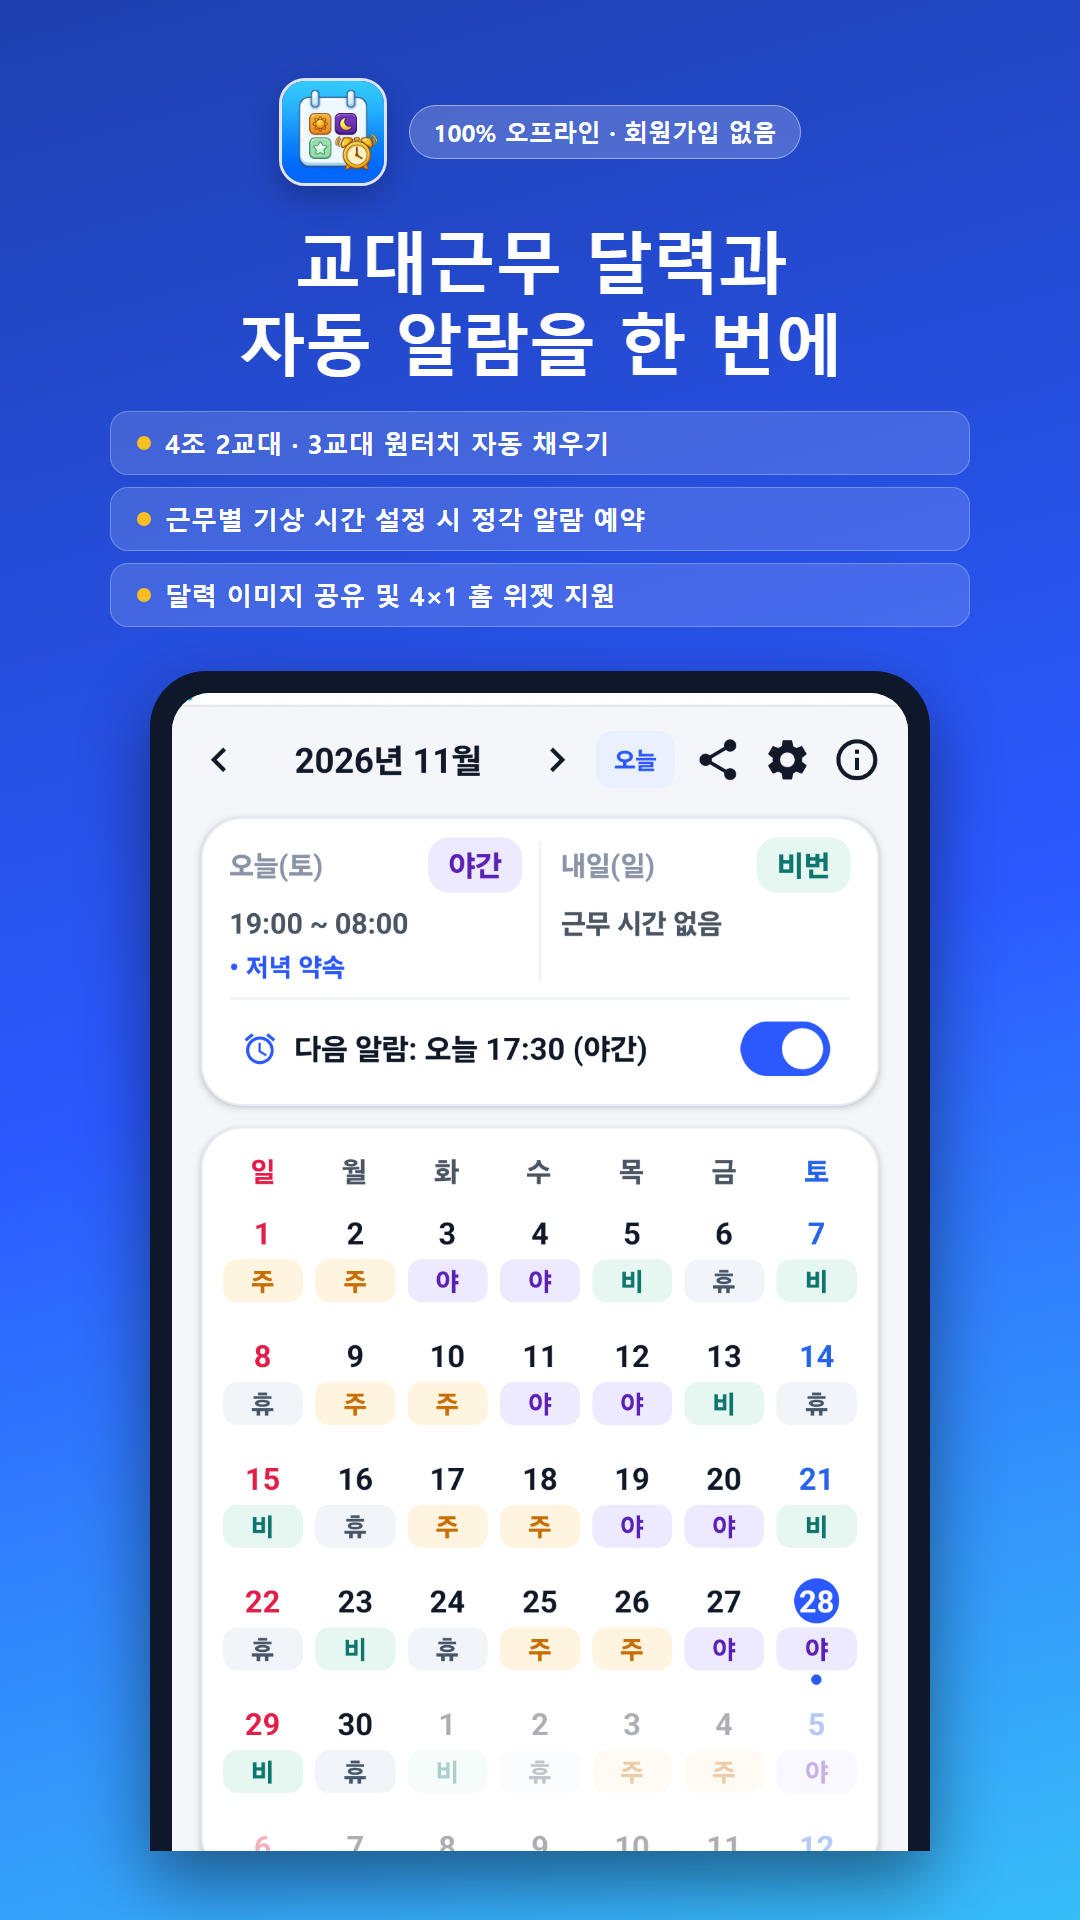 100% 오프라인 · 회원가입 없음
교대근무 달력과
자동 알람을 한 번에
4조 2교대 · 3교대 원터치 자동 채우기
근무별 기상 시간 설정 시 정각 알람 예약
달력 이미지 공유 및 4×1 홈 위젯 지원
2026년 11월 오늘
오늘(토) 야간 내일(일) 비번
19:00 ~ 08:00 근무 시간 없음
• 저녁 약속
다음 알람: 오늘 17:30 (야간)
일 월 화 수 목 금 토
1 2 3 4 5 6 7
주 주 야 야 비 휴 비
8 9 10 11 12 13 14
휴 주 주 야 야 비 휴
15 16 17 18 19 20 21
비 휴 주 주 야 야 비
22 23 24 25 26 27 28
휴 비 휴 주 주 야 야
29 30 1 2 3 4 5
비 휴 비 휴 주 주 야
6 7 8 9 10 11 12